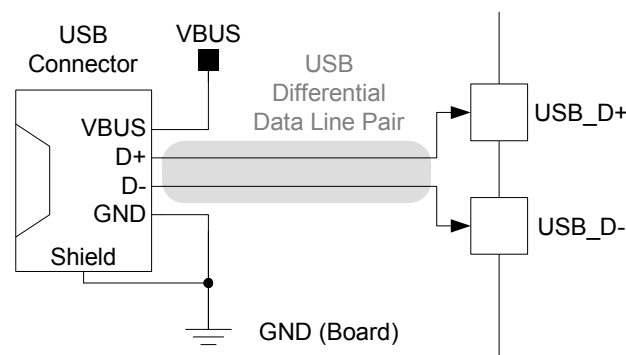 USB
Connector
VBUS
USB
Differential
Data Line Pair
VBUS
D+
D-
GND
Shield
USB_D+
USB_D-
GND (Board)